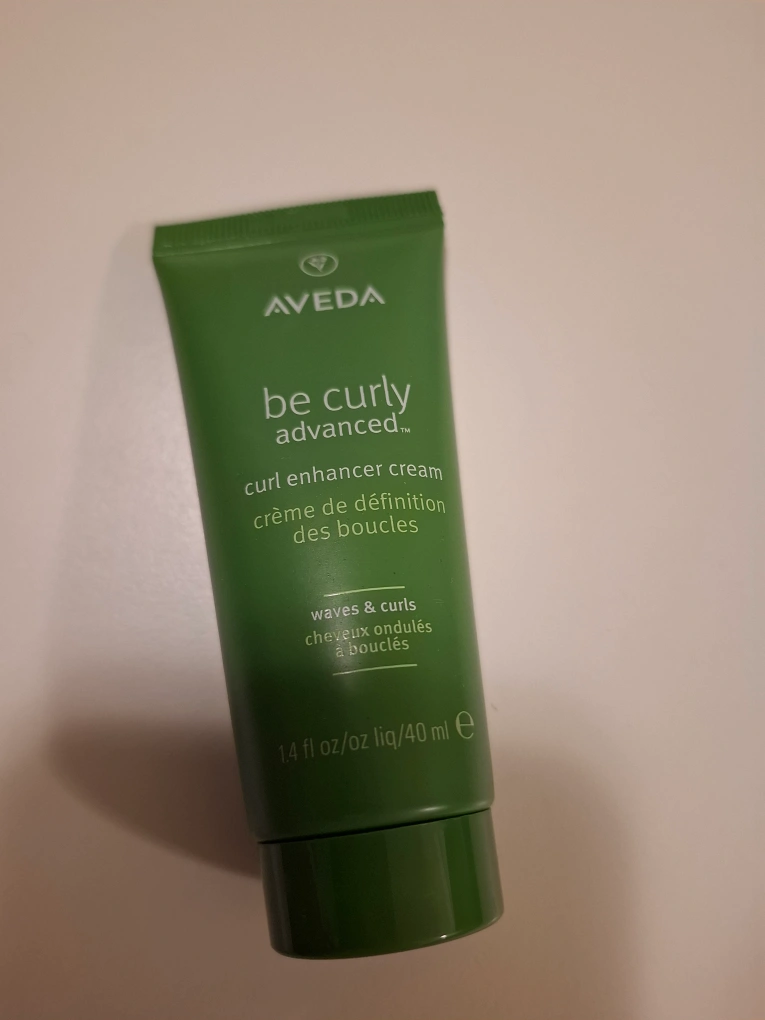 AVEDA
be curly
advanced™
curl enhancer cream
crème de définition
des boucles
waves & curls
cheveux ondulés
à bouclés
1.4 fl oz/oz liq/40 ml ℮